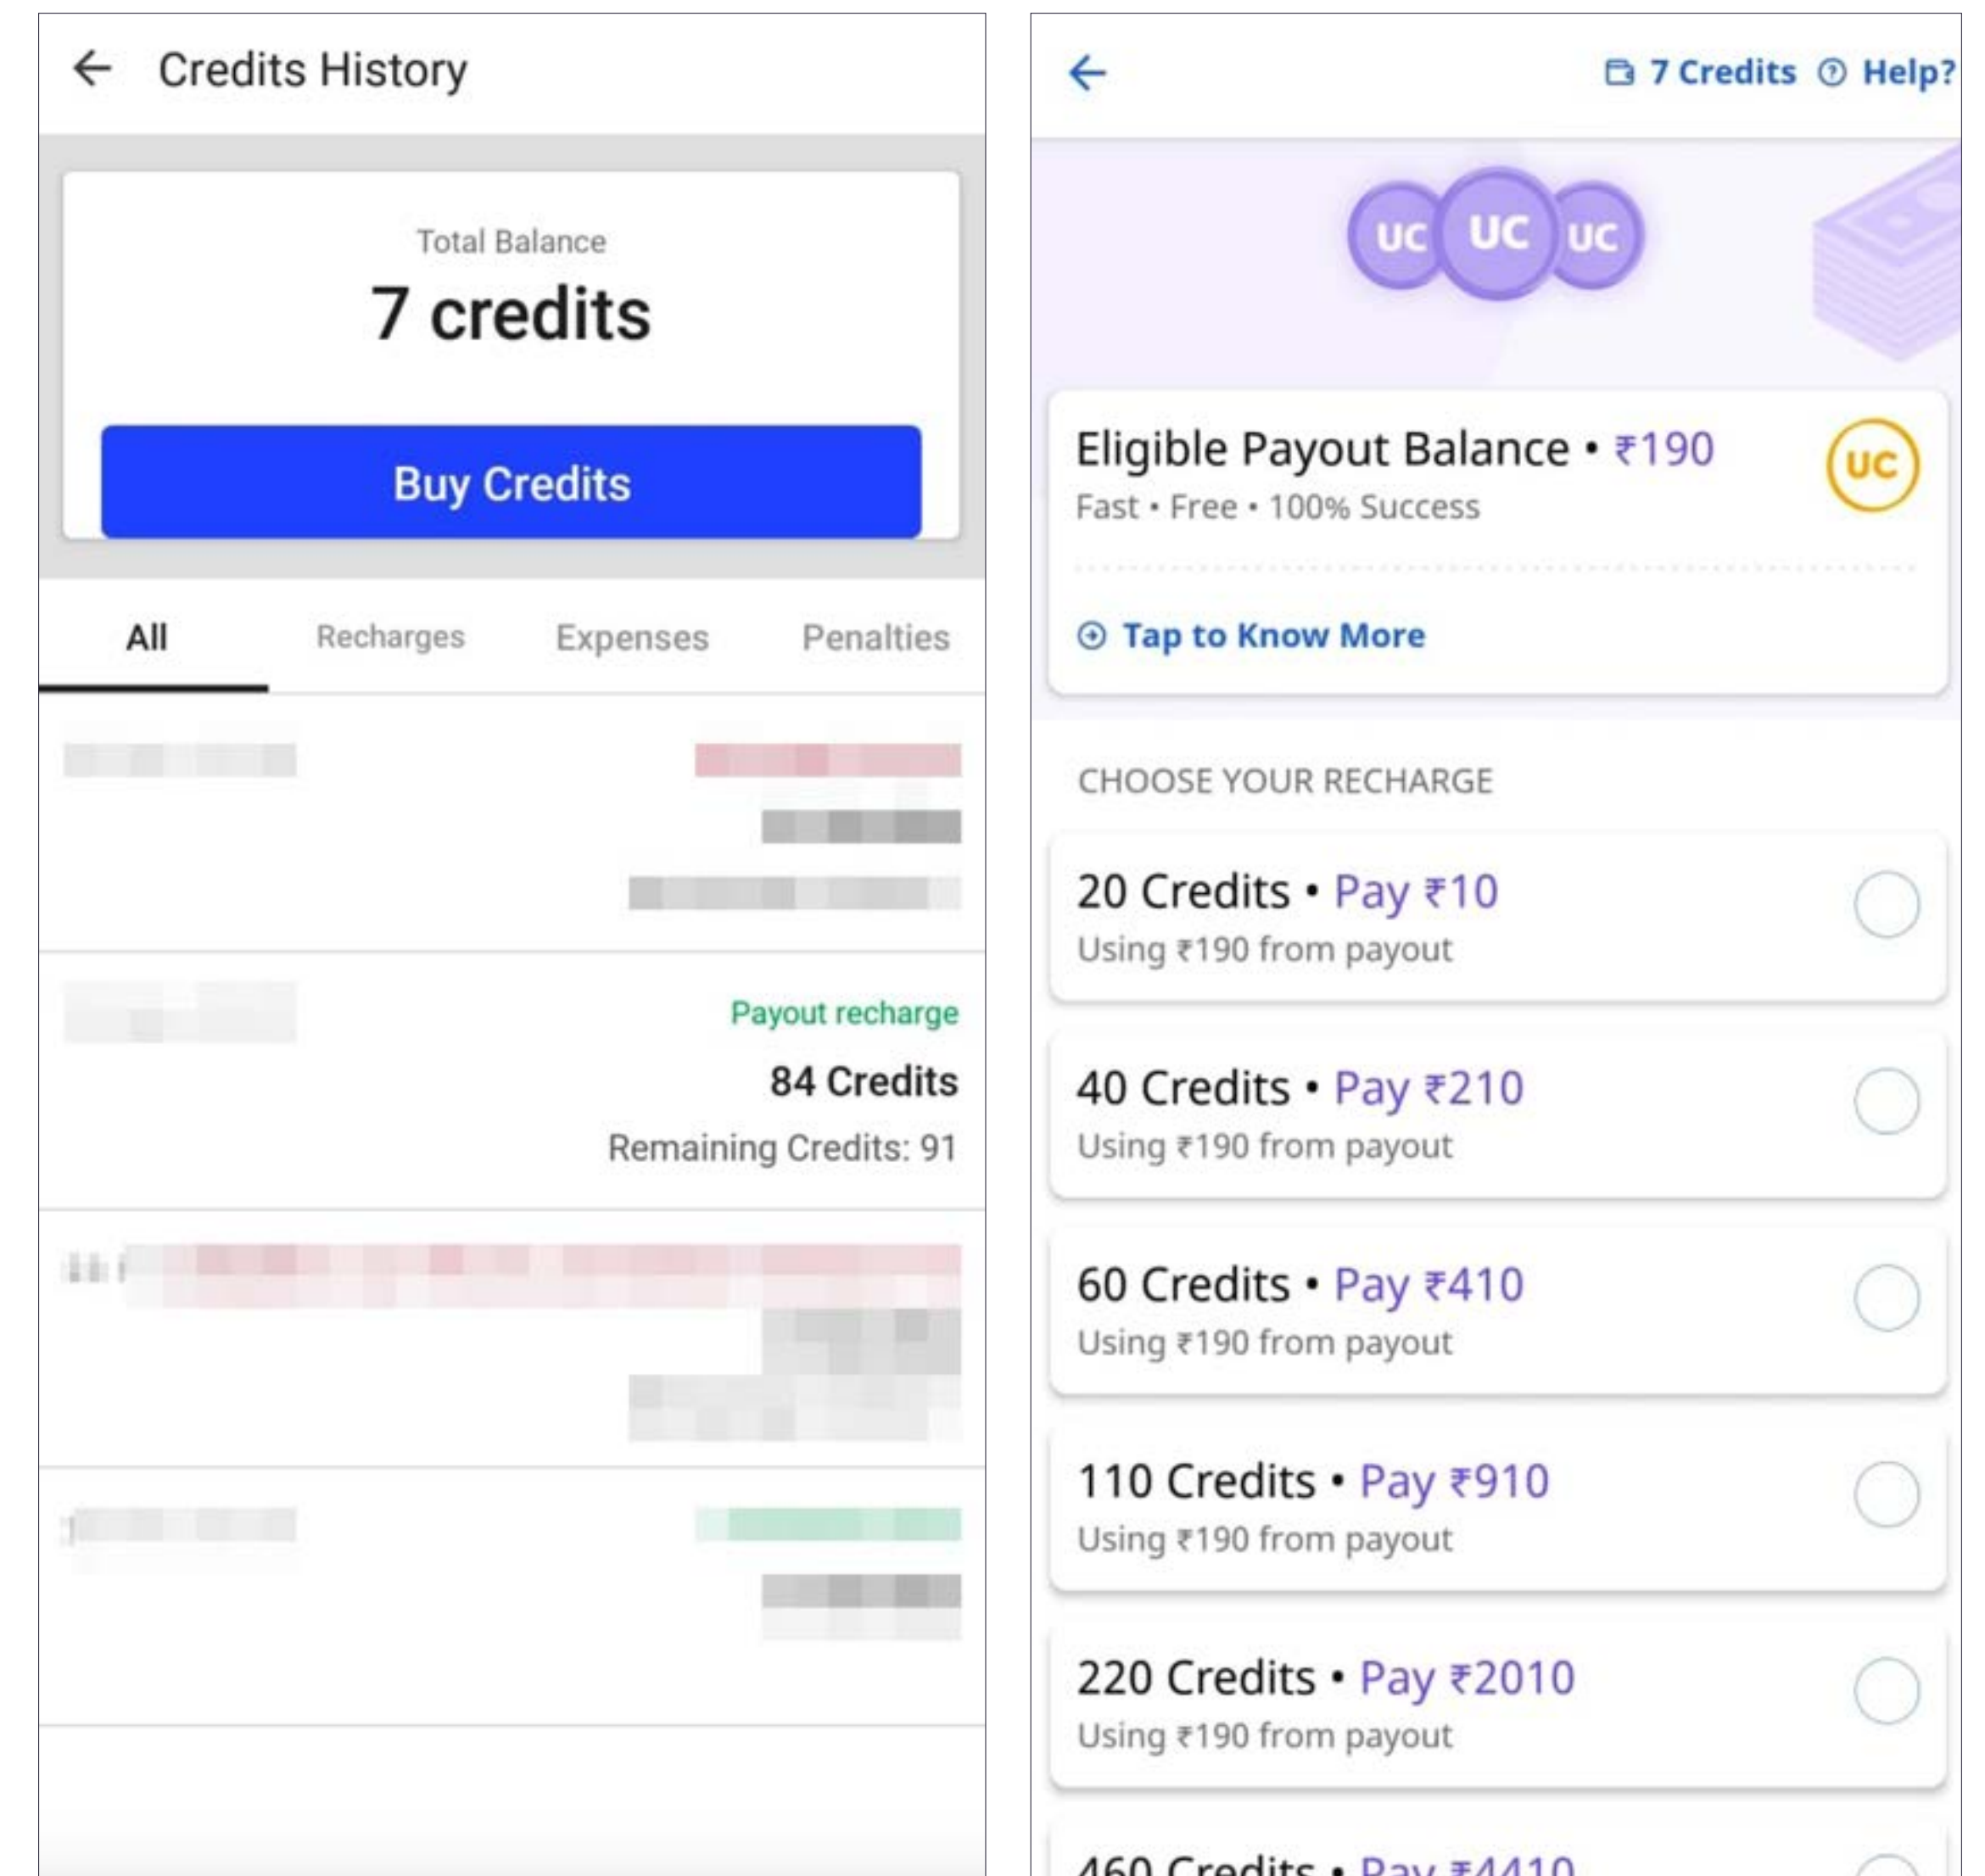 Credits History
Total Balance
7 credits
Buy Credits
All Recharges Expenses Penalties
Payout recharge
84 Credits
Remaining Credits: 91
7 Credits Help?
UC UC UC
Eligible Payout Balance • ₹190
UC
Fast • Free • 100% Success
Tap to Know More
CHOOSE YOUR RECHARGE
20 Credits • Pay ₹10
Using ₹190 from payout
40 Credits • Pay ₹210
Using ₹190 from payout
60 Credits • Pay ₹410
Using ₹190 from payout
110 Credits • Pay ₹910
Using ₹190 from payout
220 Credits • Pay ₹2010
Using ₹190 from payout
460 Credits • Pay ₹4410